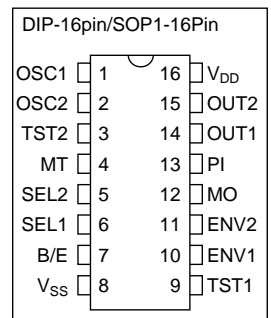 DIP-16pin/SOP1-16Pin
OSC1 1 16 VDD
OSC2 2 15 OUT2
TST2 3 14 OUT1
MT 4 13 PI
SEL2 5 12 MO
SEL1 6 11 ENV2
B/E 7 10 ENV1
VSS 8 9 TST1